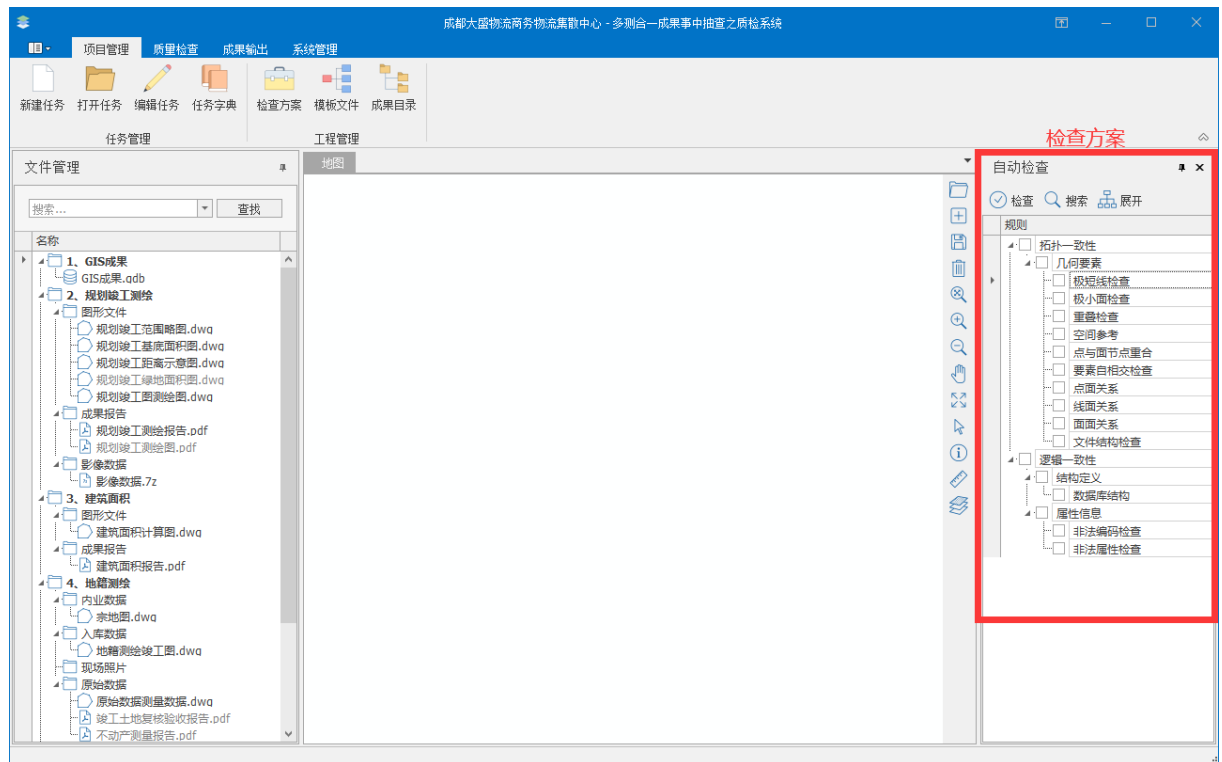 成都大盛物流商务物流集散中心 - 多测合一成果事中抽查之质检系统
项目管理 质量检查 成果输出 系统管理
新建任务 打开任务 编辑任务 任务字典 检查方案 模板文件 成果目录
任务管理 工程管理
检查方案
文件管理
搜索... 查找
名称
1、GIS成果
GIS成果.gdb
2、规划竣工测绘
图形文件
规划竣工范围略图.dwg
规划竣工基底面积图.dwg
规划竣工距离示意图.dwg
规划竣工绿地面积图.dwg
规划竣工图测绘图.dwg
成果报告
规划竣工测绘报告.pdf
规划竣工测绘图.pdf
影像数据
影像数据.7z
3、建筑面积
图形文件
建筑面积计算图.dwg
成果报告
建筑面积报告.pdf
4、地籍测绘
内业数据
宗地图.dwg
入库数据
地籍测绘竣工图.dwg
现场照片
原始数据
原始数据测量数据.dwg
竣工土地复核验收报告.pdf
不动产测量报告.pdf
地图
自动检查
检查 搜索 展开
规则
拓扑一致性
几何要素
极短线检查
极小面检查
重叠检查
空间参考
点与面节点重合
要素自相交检查
点面关系
线面关系
面面关系
文件结构检查
逻辑一致性
结构定义
数据库结构
属性信息
非法编码检查
非法属性检查